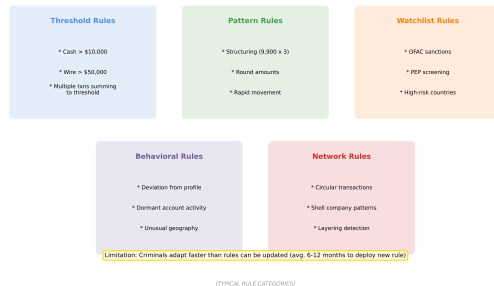 Threshold Rules
* Cash > $10,000
* Wire > $50,000
* Multiple txns summing
to threshold
Pattern Rules
* Structuring (9,900 x 3)
* Round amounts
* Rapid movement
Watchlist Rules
* OFAC sanctions
* PEP screening
* High-risk countries
Behavioral Rules
* Deviation from profile
* Dormant account activity
* Unusual geography
Network Rules
* Circular transactions
* Shell company patterns
* Layering detection
Limitation: Criminals adapt faster than rules can be updated (avg. 6-12 months to deploy new rule)
[TYPICAL RULE CATEGORIES]